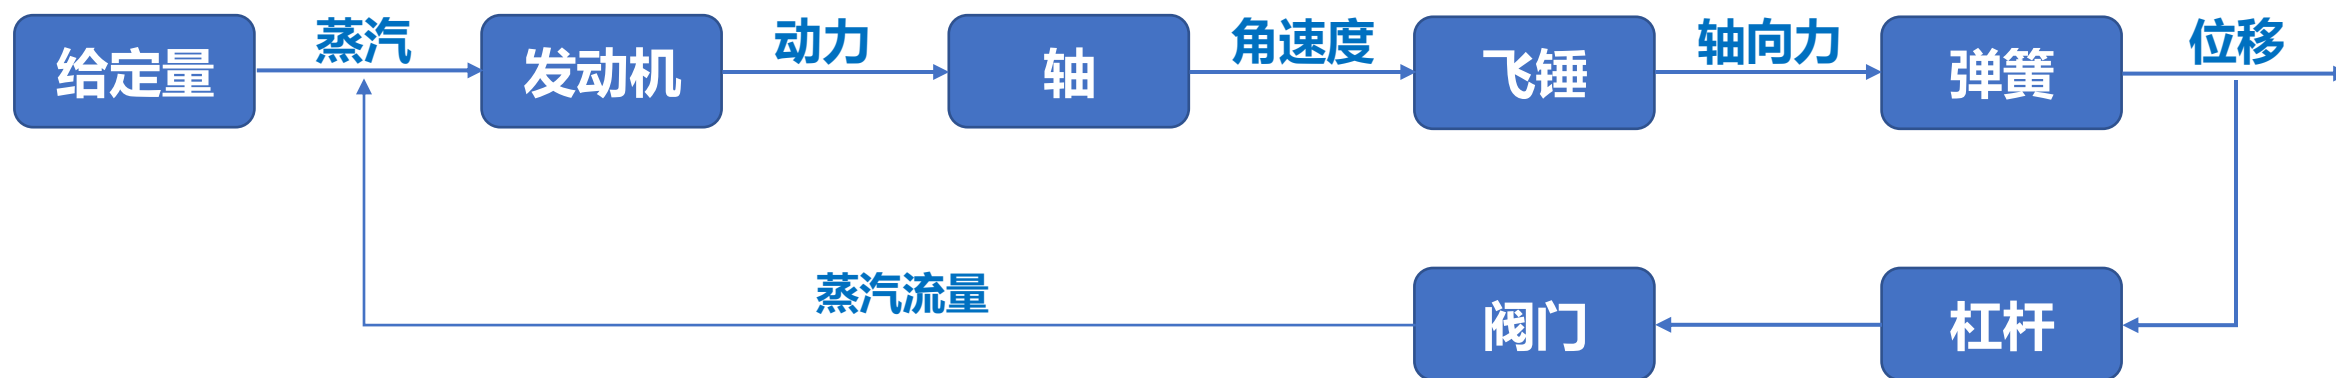 给定量
蒸汽
发动机
动力
轴
角速度
飞锤
轴向力
弹簧
位移
蒸汽流量
阀门
杠杆